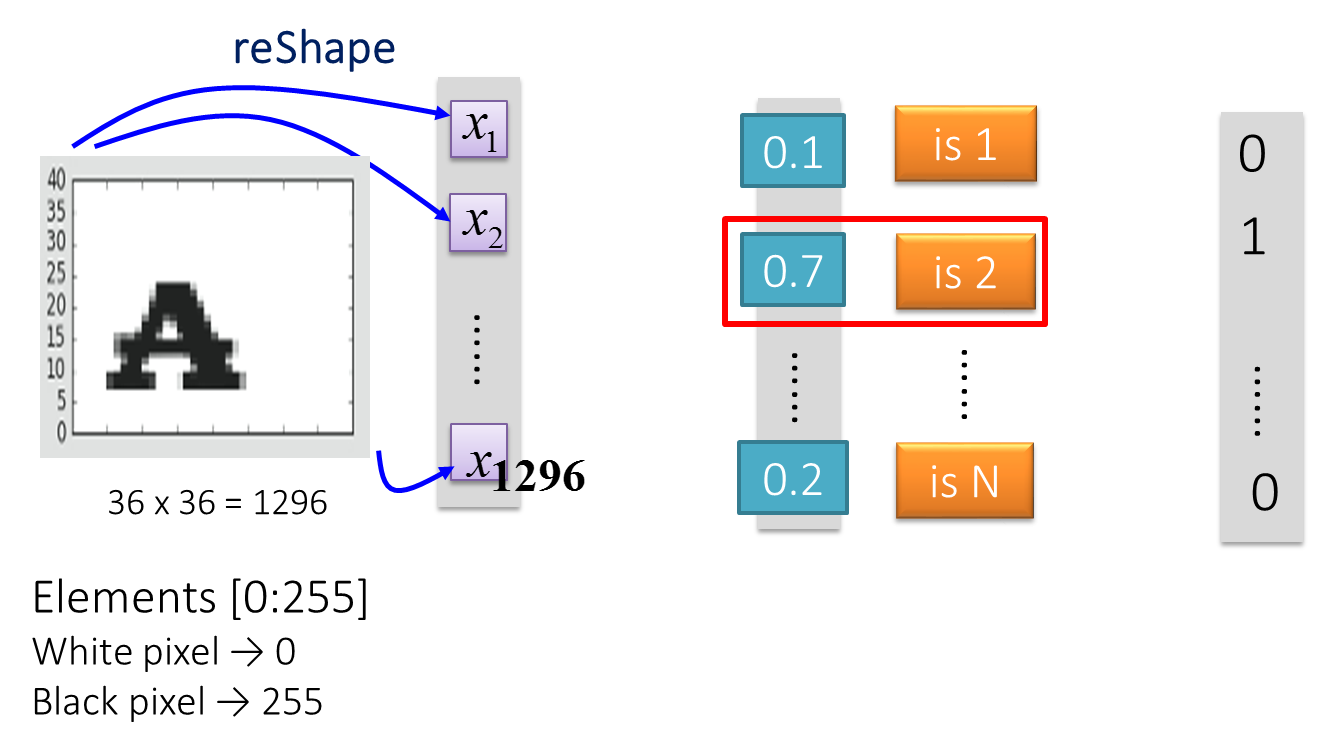 reShape
x1
x2
x1296
40
35
30
25
20
15
10
5
0
A
36 x 36 = 1296
Elements [0:255]
White pixel → 0
Black pixel → 255
0.1 is 1
0.7 is 2
0.2 is N
0
1
0